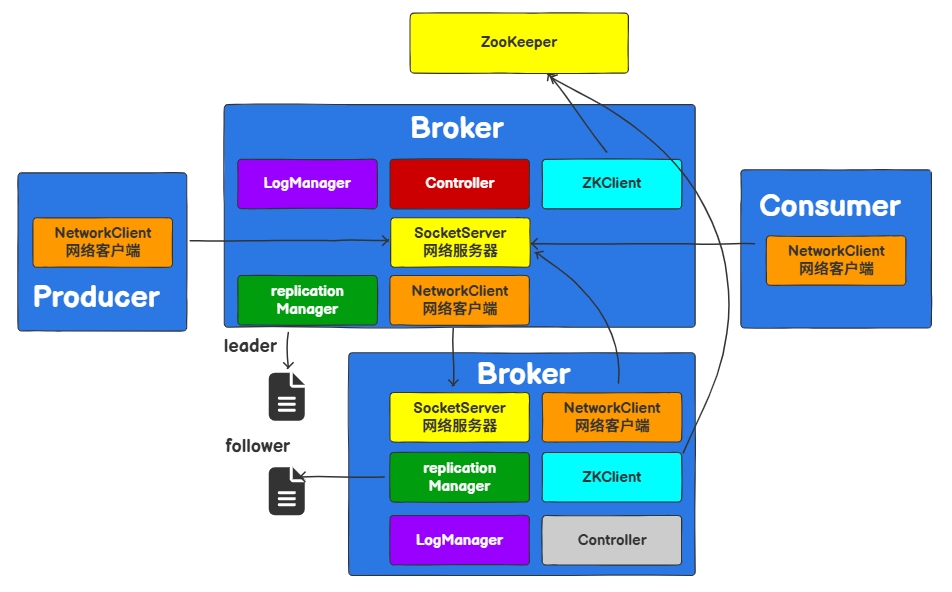 ZooKeeper
Broker
LogManager
Controller
ZKClient
Producer
NetworkClient
网络客户端
SocketServer
网络服务器
Consumer
NetworkClient
网络客户端
replication
Manager
NetworkClient
网络客户端
leader
follower
Broker
SocketServer
网络服务器
NetworkClient
网络客户端
replication
Manager
ZKClient
LogManager
Controller